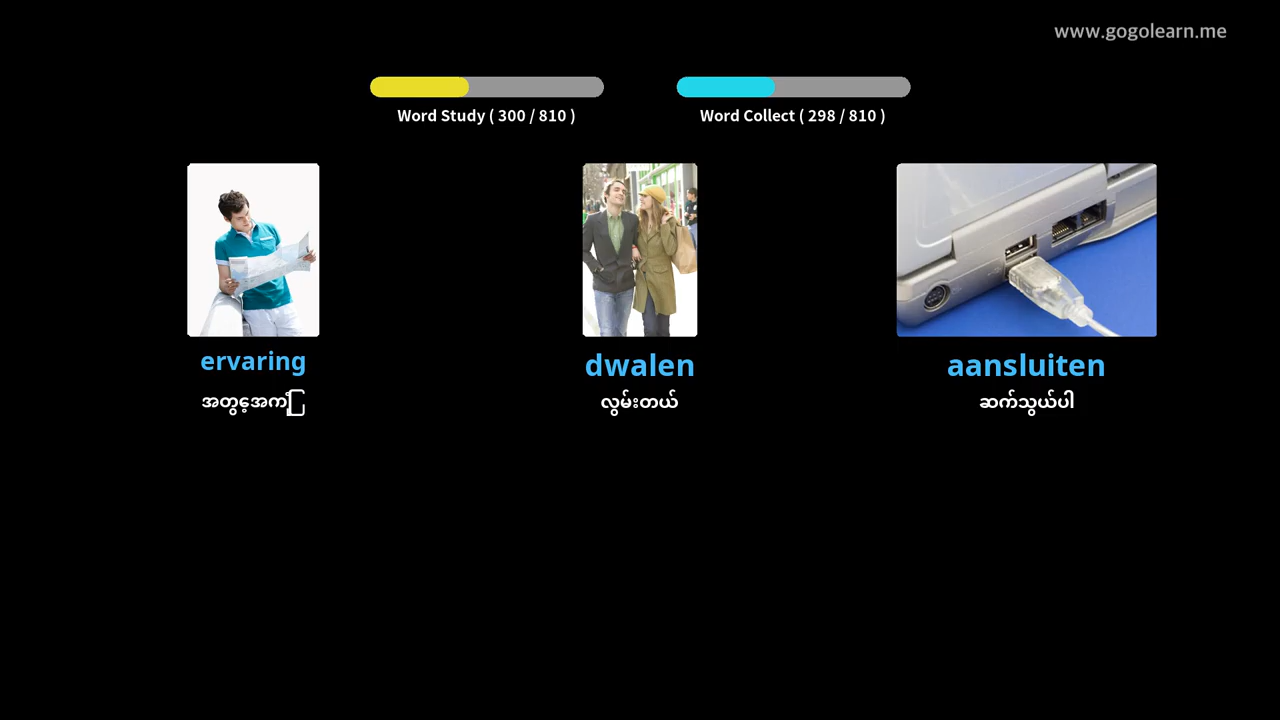 www.gogolearn.me
Word Study ( 300 / 810 )
Word Collect ( 298 / 810 )
ervaring
dwalen
aansluiten
အတွေ့အကြုံ
လွမ်းတယ်
ဆက်သွယ်ပါ